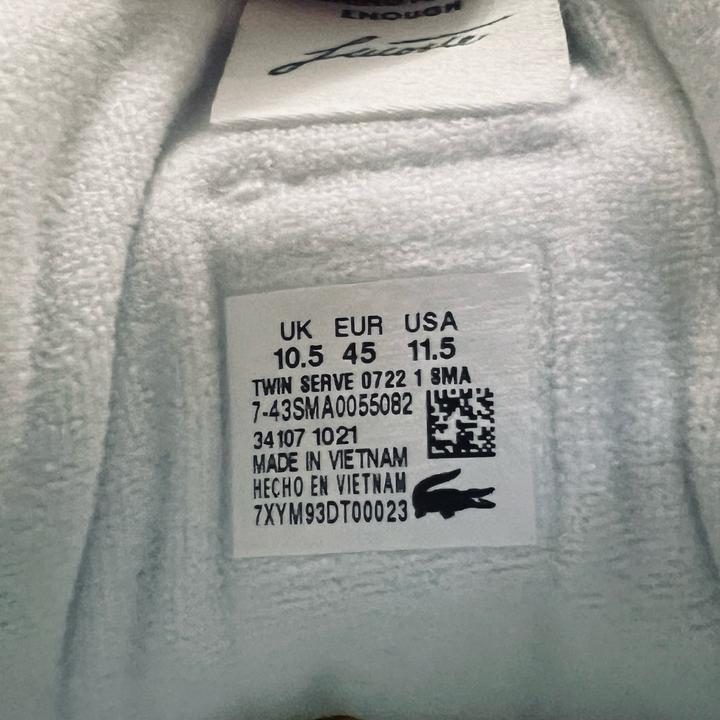 ENOUGH
Lacoste
UK EUR USA
10.5 45 11.5
TWIN SERVE 0722 1 SMA
7-43SMA0055082
34107 1021
MADE IN VIETNAM
HECHO EN VIETNAM
7XYM93DT00023